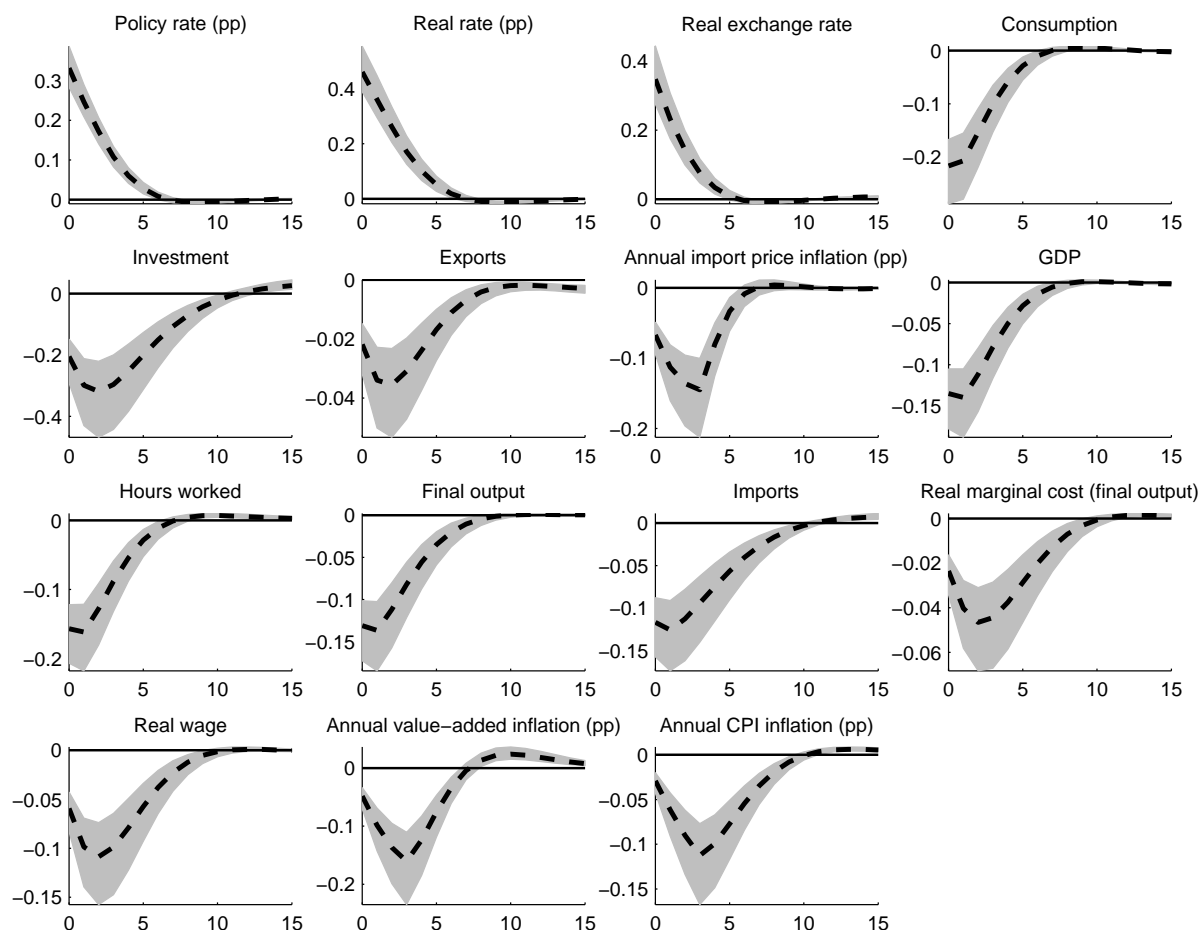 Policy rate (pp)
0.3
0.2
0.1
0
0 5 10 15
Real rate (pp)
0.4
0.2
0
0 5 10 15
Real exchange rate
0.4
0.2
0
0 5 10 15
Consumption
0
−0.1
−0.2
0 5 10 15
Investment
0
−0.2
−0.4
0 5 10 15
Exports
0
−0.02
−0.04
0 5 10 15
Annual import price inflation (pp)
0
−0.1
−0.2
0 5 10 15
GDP
0
−0.05
−0.1
−0.15
0 5 10 15
Hours worked
0
−0.1
−0.2
0 5 10 15
Final output
0
−0.05
−0.1
−0.15
0 5 10 15
Imports
0
−0.05
−0.1
−0.15
0 5 10 15
Real marginal cost (final output)
0
−0.02
−0.04
−0.06
0 5 10 15
Real wage
0
−0.05
−0.1
−0.15
0 5 10 15
Annual value−added inflation (pp)
0
−0.1
−0.2
0 5 10 15
Annual CPI inflation (pp)
0
−0.05
−0.1
−0.15
0 5 10 15